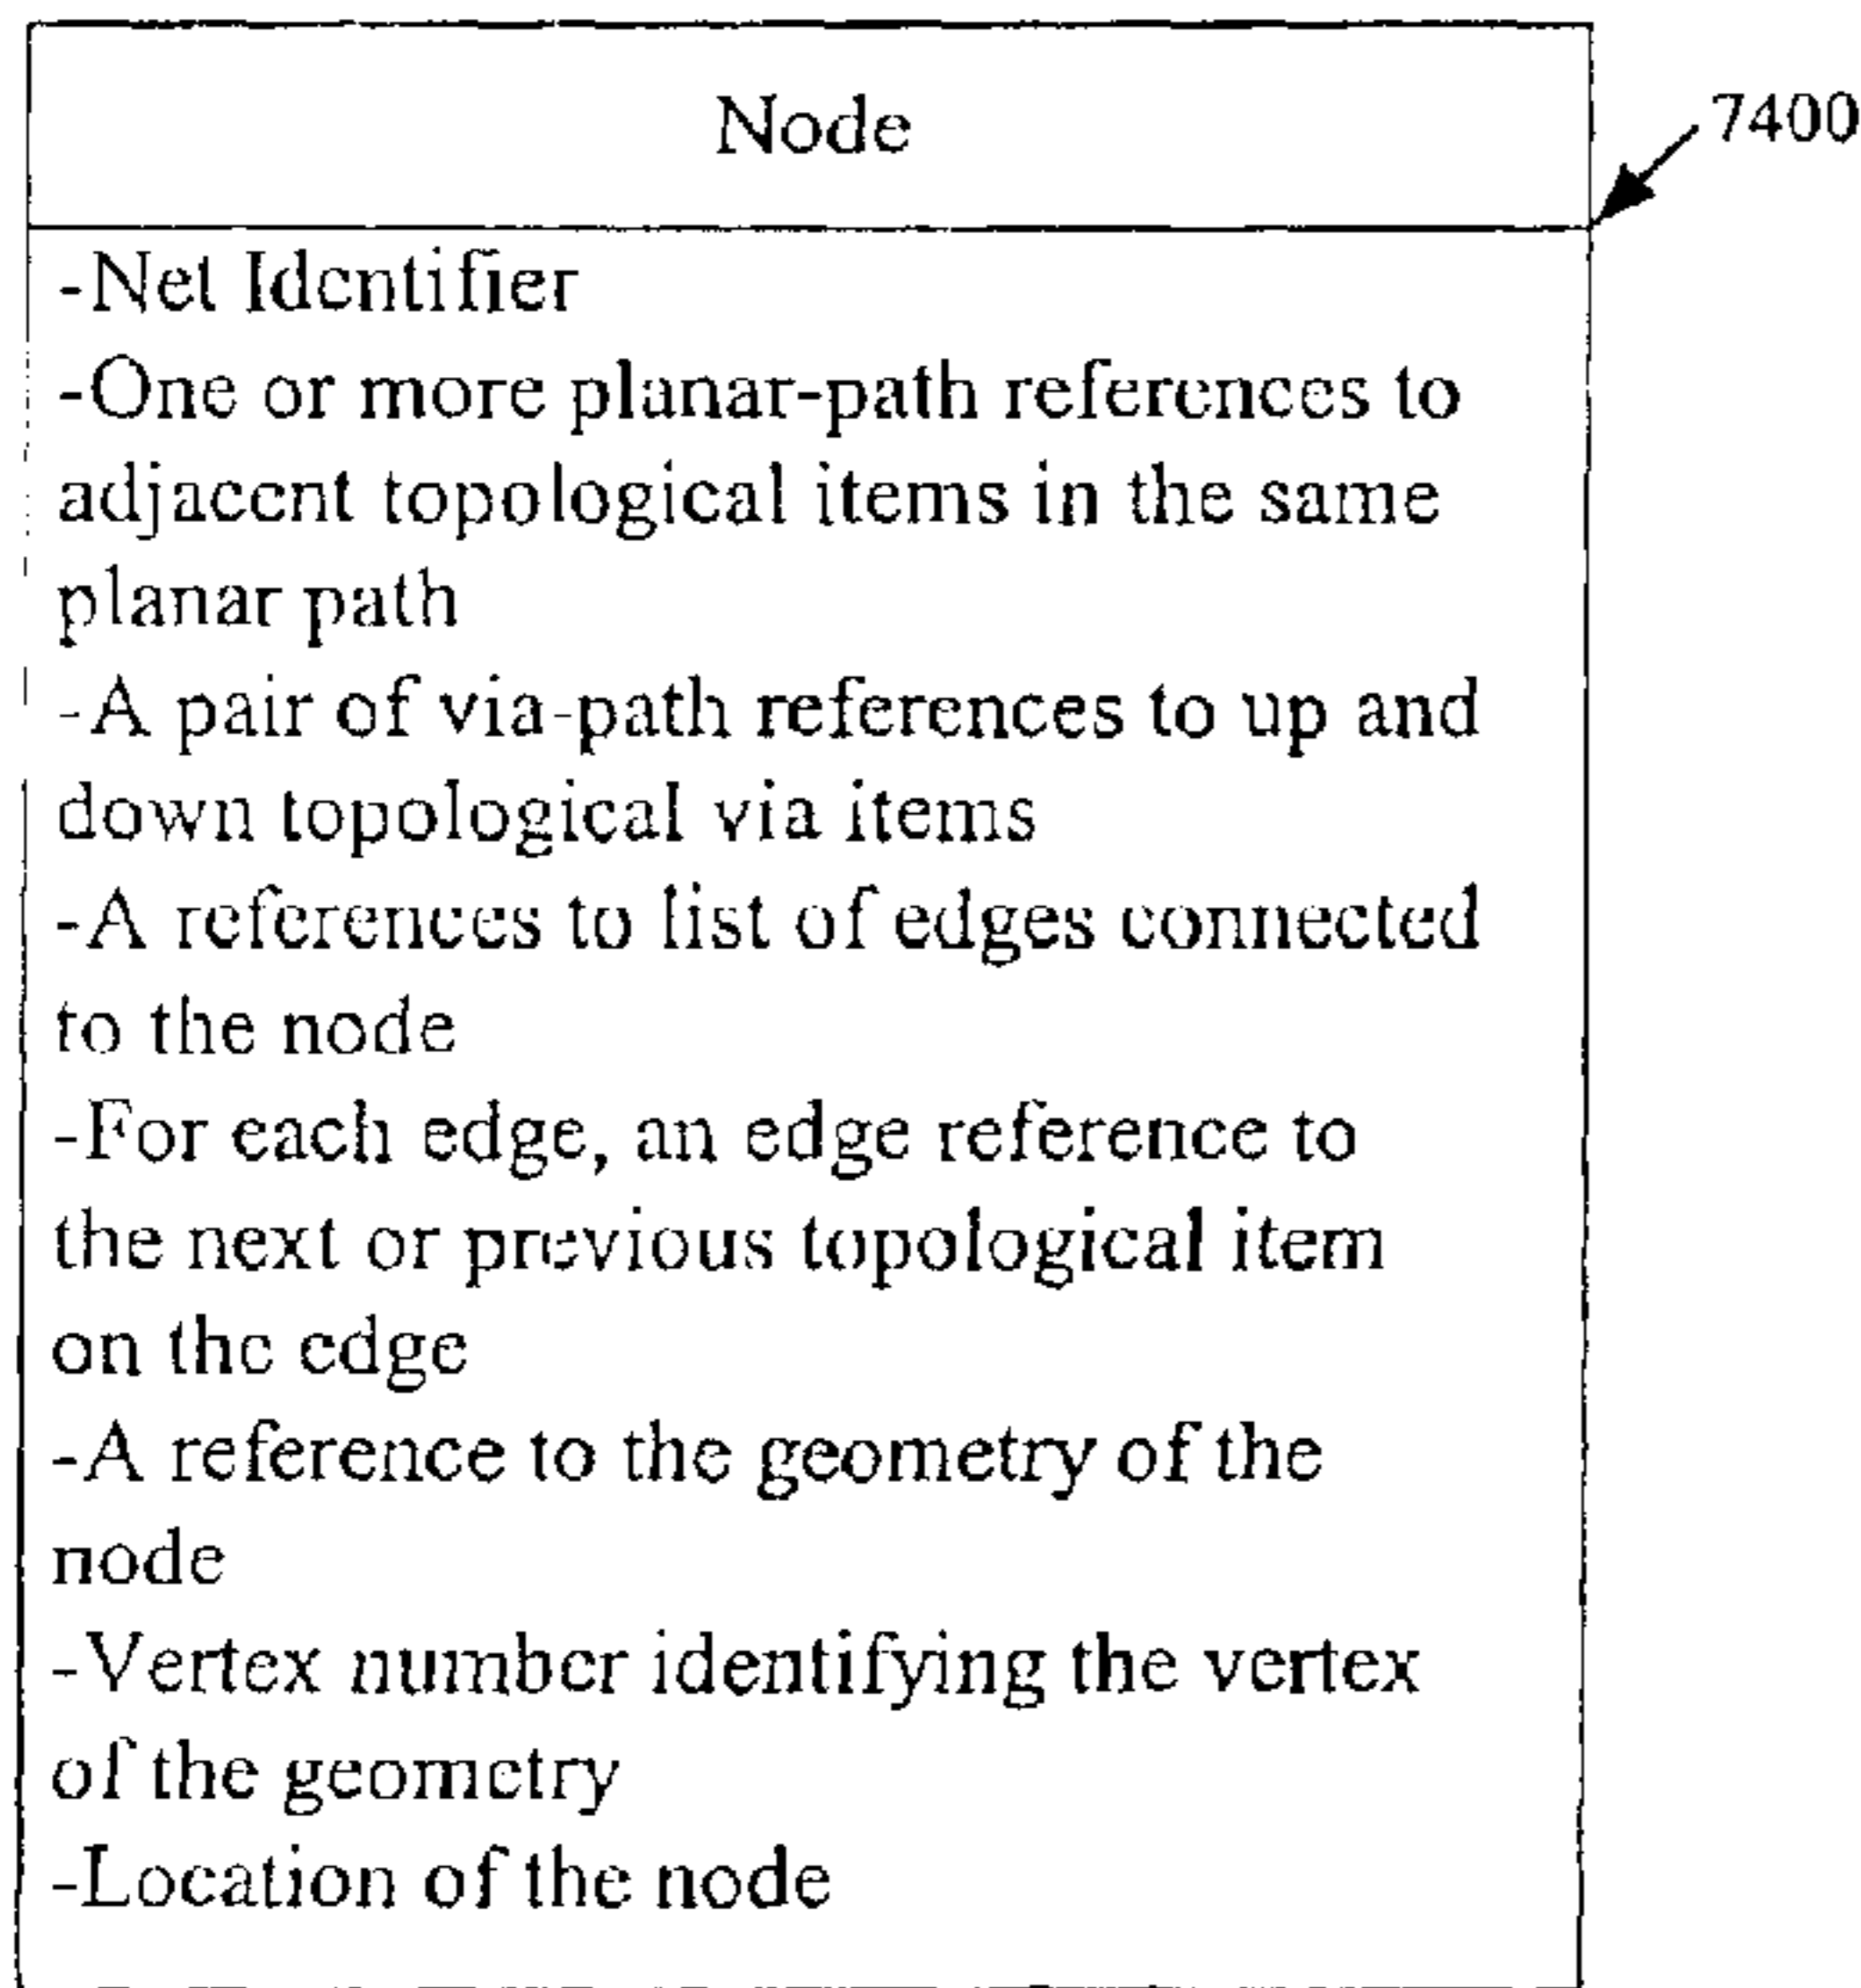 Node
7400
-Net Identifier
-One or more planar-path references to
adjacent topological items in the same
planar path
-A pair of via-path references to up and
down topological via items
-A references to list of edges connected
to the node
-For each edge, an edge reference to
the next or previous topological item
on the edge
-A reference to the geometry of the
node
-Vertex number identifying the vertex
of the geometry
-Location of the node